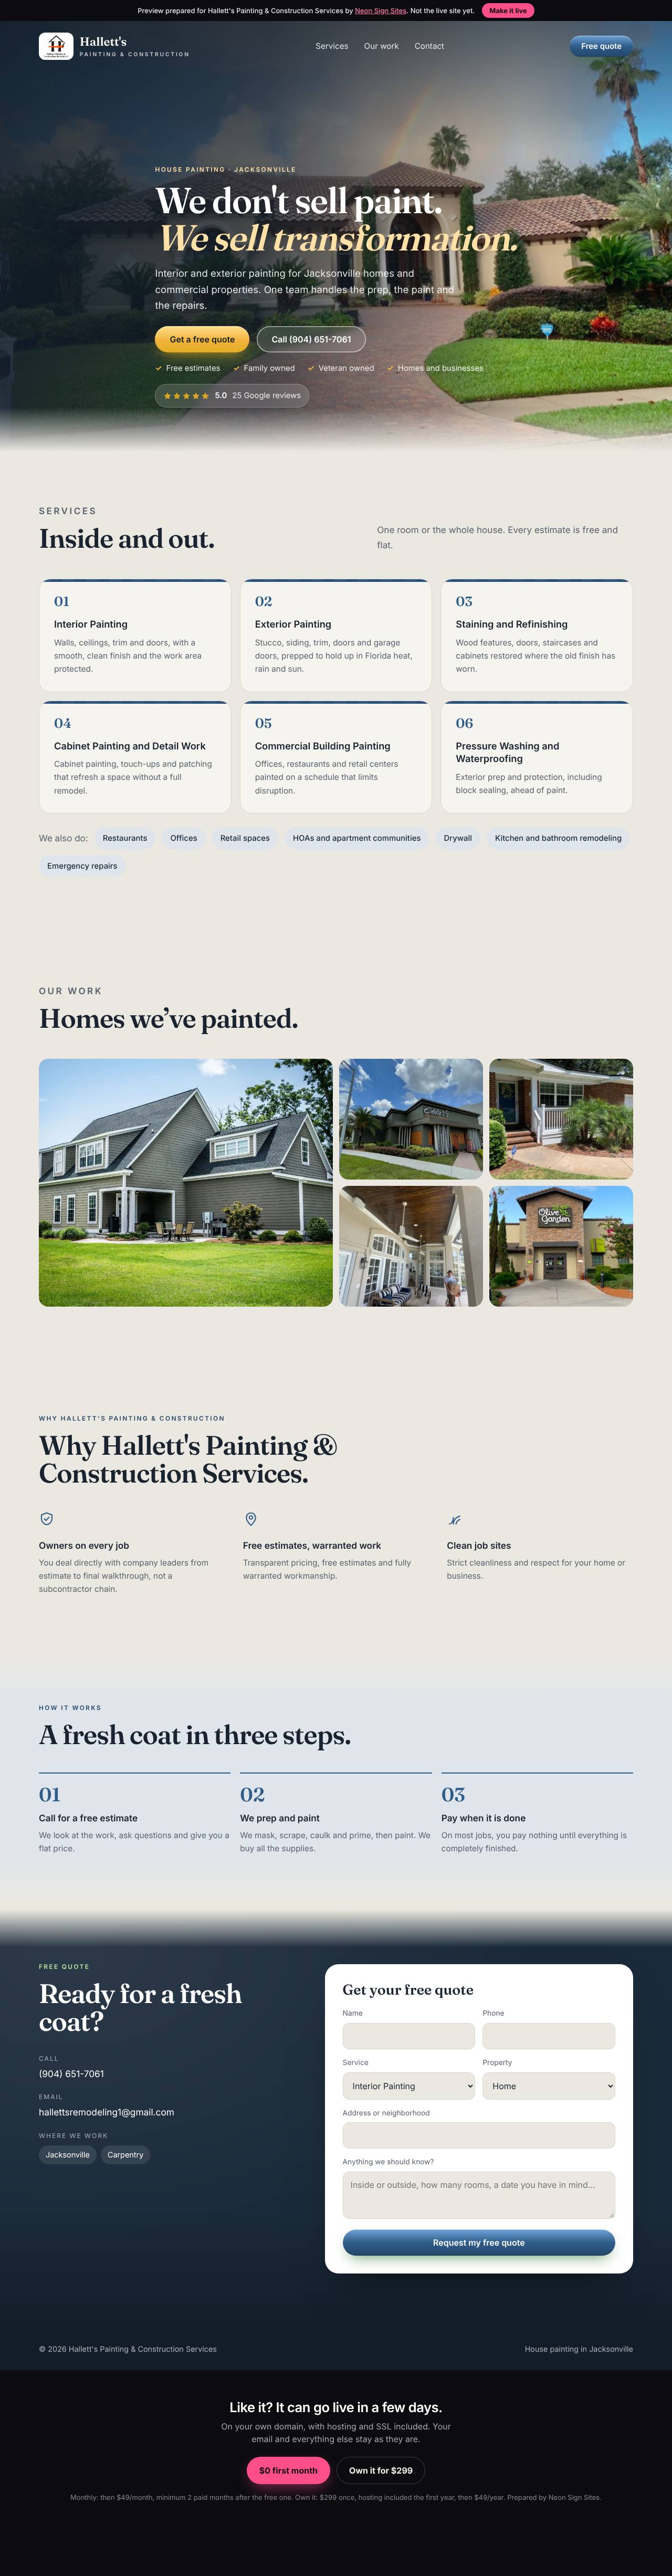 Preview prepared for Hallett's Painting & Construction Services by Neon Sign Sites. Not the live site yet. Make it live
Hallett's
PAINTING & CONSTRUCTION
Services Our work Contact
Free quote
HOUSE PAINTING · JACKSONVILLE
We don't sell paint.
We sell transformation.
Interior and exterior painting for Jacksonville homes and
commercial properties. One team handles the prep, the paint and
the repairs.
Get a free quote Call (904) 651-7061
Free estimates Family owned Veteran owned Homes and businesses
5.0 25 Google reviews
SERVICES
Inside and out.
One room or the whole house. Every estimate is free and
flat.
01
Interior Painting
Walls, ceilings, trim and doors, with a
smooth, clean finish and the work area
protected.
02
Exterior Painting
Stucco, siding, trim, doors and garage
doors, prepped to hold up in Florida heat,
rain and sun.
03
Staining and Refinishing
Wood features, doors, staircases and
cabinets restored where the old finish has
worn.
04
Cabinet Painting and Detail Work
Cabinet painting, touch-ups and patching
that refresh a space without a full
remodel.
05
Commercial Building Painting
Offices, restaurants and retail centers
painted on a schedule that limits
disruption.
06
Pressure Washing and
Waterproofing
Exterior prep and protection, including
block sealing, ahead of paint.
We also do: Restaurants Offices Retail spaces HOAs and apartment communities Drywall Kitchen and bathroom remodeling
Emergency repairs
OUR WORK
Homes we’ve painted.
Olive
Garden
WHY HALLETT'S PAINTING & CONSTRUCTION
Why Hallett's Painting &
Construction Services.
Owners on every job
You deal directly with company leaders from
estimate to final walkthrough, not a
subcontractor chain.
Free estimates, warranted work
Transparent pricing, free estimates and fully
warranted workmanship.
Clean job sites
Strict cleanliness and respect for your home or
business.
HOW IT WORKS
A fresh coat in three steps.
01
Call for a free estimate
We look at the work, ask questions and give you a
flat price.
02
We prep and paint
We mask, scrape, caulk and prime, then paint. We
buy all the supplies.
03
Pay when it is done
On most jobs, you pay nothing until everything is
completely finished.
FREE QUOTE
Ready for a fresh
coat?
CALL
(904) 651-7061
EMAIL
hallettsremodeling1@gmail.com
WHERE WE WORK
Jacksonville Carpentry
Get your free quote
Name Phone
Service Property
Interior Painting Home
Address or neighborhood
Anything we should know?
Inside or outside, how many rooms, a date you have in mind...
Request my free quote
© 2026 Hallett's Painting & Construction Services
House painting in Jacksonville
Like it? It can go live in a few days.
On your own domain, with hosting and SSL included. Your
email and everything else stay as they are.
$0 first month Own it for $299
Monthly: then $49/month, minimum 2 paid months after the free one. Own it: $299 once, hosting included the first year, then $49/year. Prepared by Neon Sign Sites.